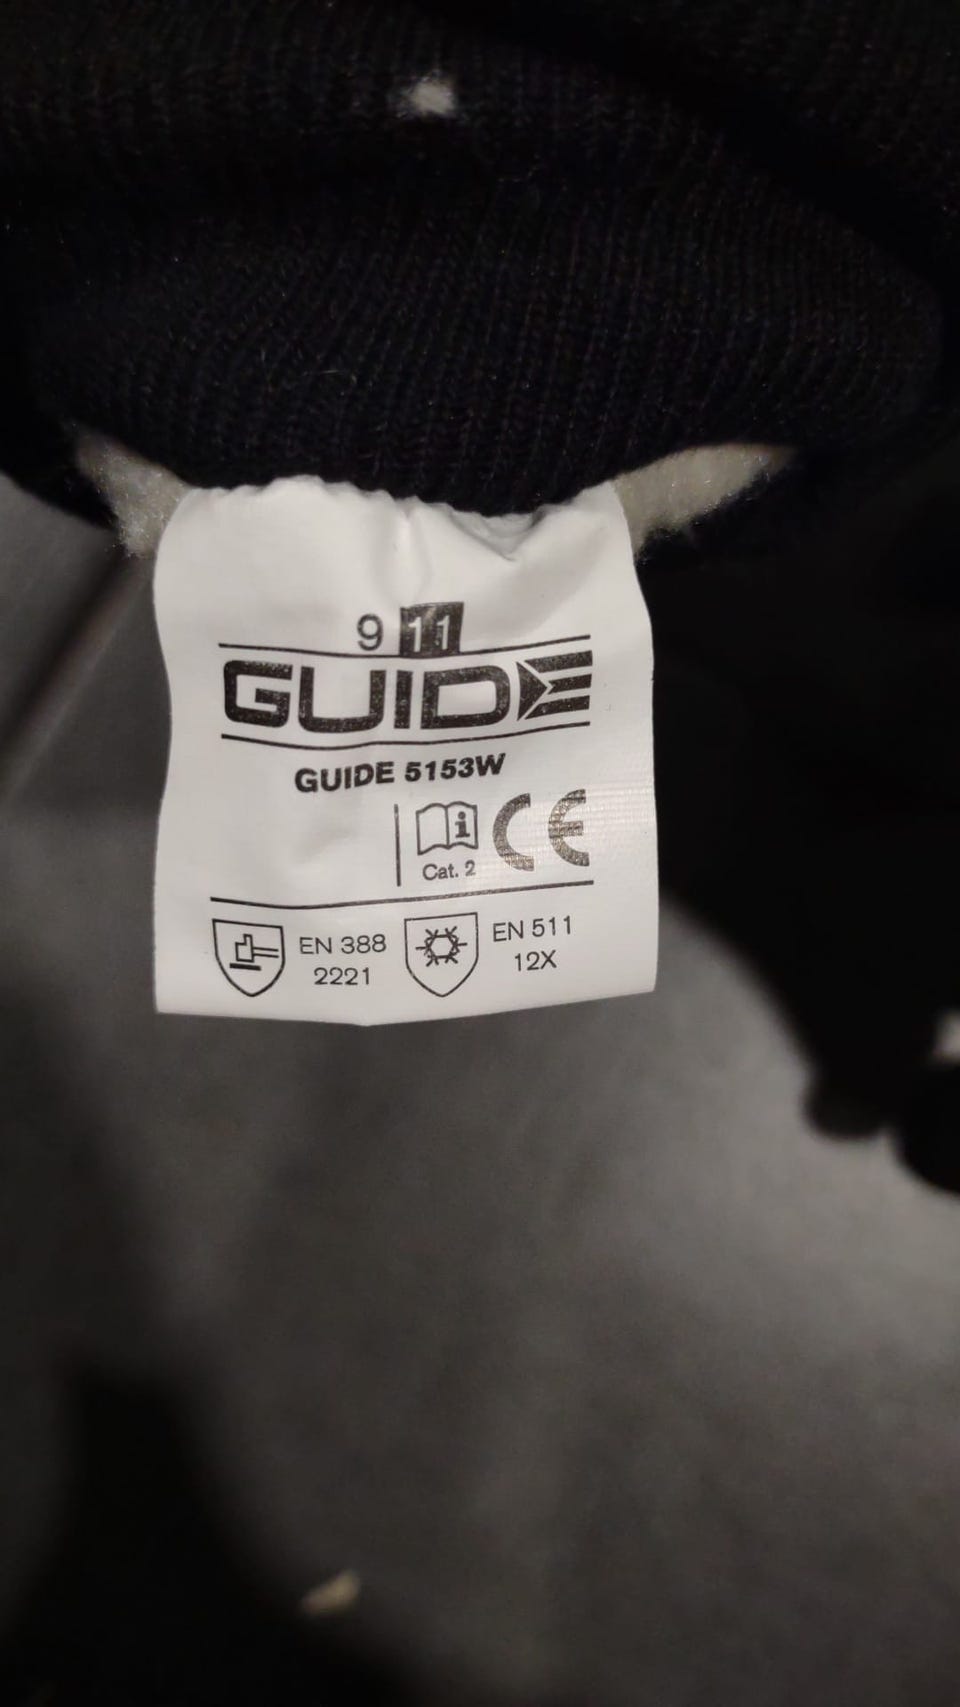 9 11
GUIDE
GUIDE 5153W
i
Cat. 2
CE
EN 388
2221
EN 511
12X